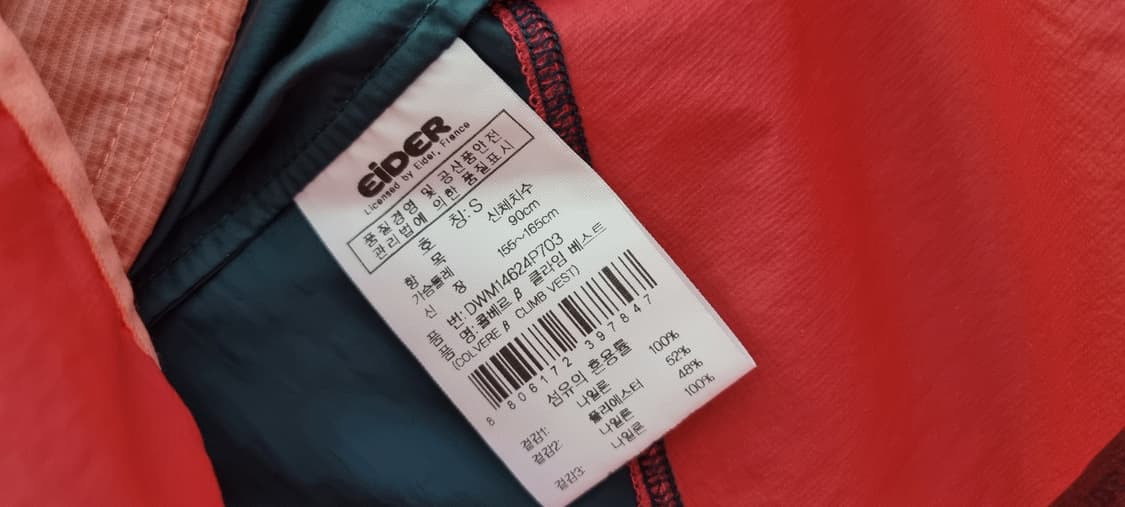 EiDER
Licensed by Eider, France
품질경영 및 공산품안전
관리법에 의한 품질표시
호 칭: S
항 목 신체치수
가슴둘레 90cm
신 장 155~165cm
품 번: DWM14624P703
품 명: 콜베르 β 클라임 베스트
(COLVERE β CLIMB VEST)
8 806172 397847
섬유의 혼용률
겉감1: 나일론 100%
겉감2: 폴리에스터 52%
나일론 48%
겉감3: 나일론 100%